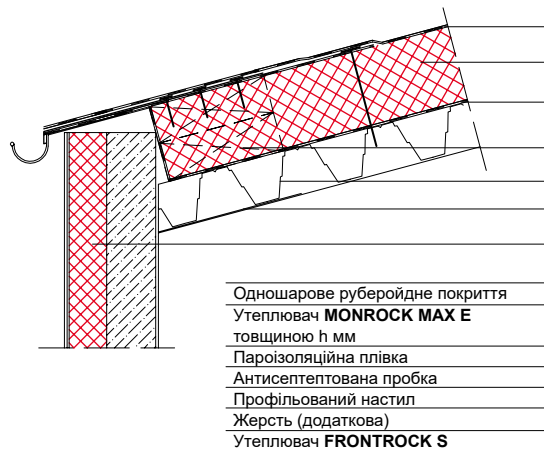 Одношарове руберойдне покриття
Утеплювач MONROCK MAX E
товщиною h мм
Пароізоляційна плівка
Антисептептована пробка
Профільований настил
Жерсть (додаткова)
Утеплювач FRONTROCK S